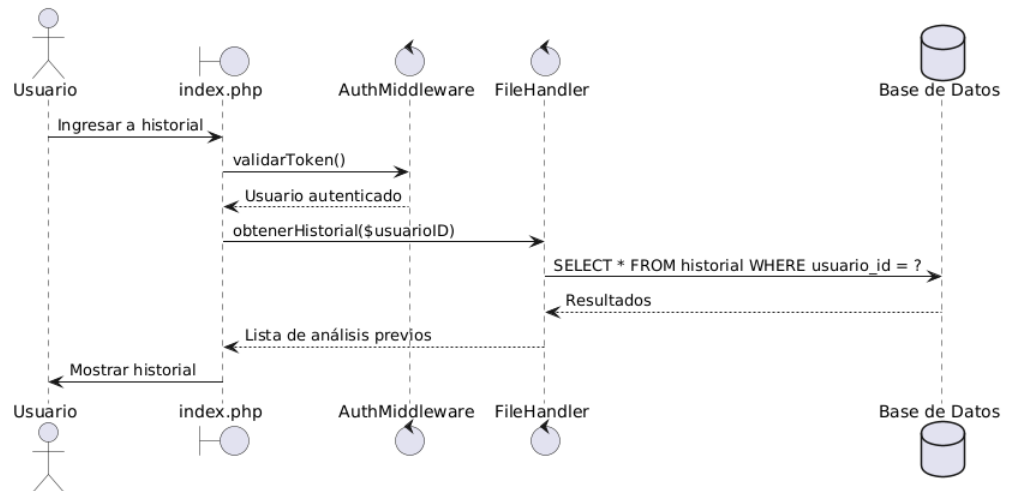 Usuario
index.php
AuthMiddleware
FileHandler
Base de Datos
Ingresar a historial
validarToken()
Usuario autenticado
obtenerHistorial($usuarioID)
SELECT * FROM historial WHERE usuario_id = ?
Resultados
Lista de análisis previos
Mostrar historial
Usuario
index.php
AuthMiddleware
FileHandler
Base de Datos